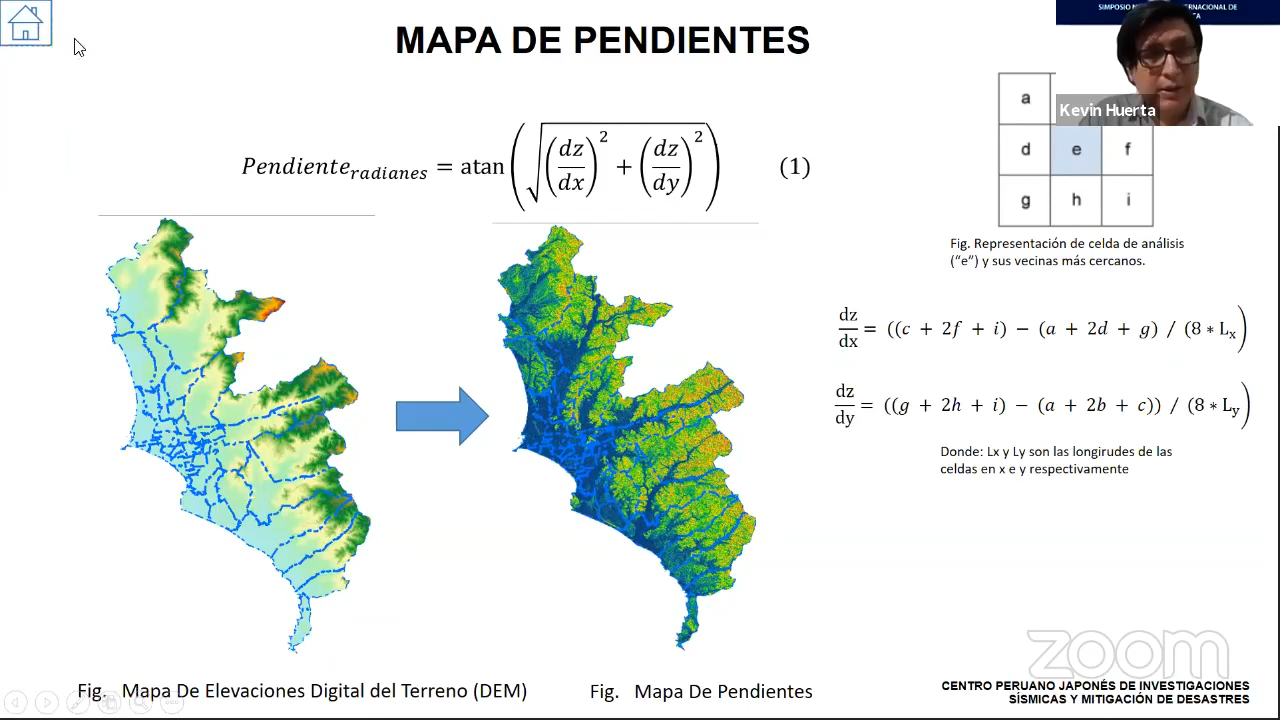 SIMPOSIO
ERNACIONAL DE
MAPA DE PENDIENTES
Kevin Huerta
a
d e f
g h i
Pendiente_radianes = atan(√((dz/dx)² + (dz/dy)²)) (1)
Fig. Representación de celda de análisis
(“e”) y sus vecinas más cercanos.
dz/dx = ((c + 2f + i) − (a + 2d + g) / (8 * Lx)
dz/dy = ((g + 2h + i) − (a + 2b + c)) / (8 * Ly)
Donde: Lx y Ly son las longirudes de las
celdas en x e y respectivamente
zoom
Fig. Mapa De Elevaciones Digital del Terreno (DEM)
Fig. Mapa De Pendientes
CENTRO PERUANO JAPONÉS DE INVESTIGACIONES
SÍSMICAS Y MITIGACIÓN DE DESASTRES